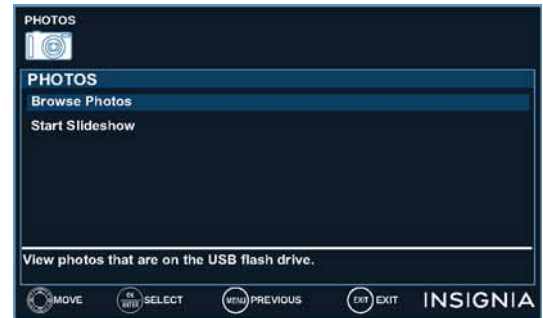 PHOTOS
PHOTOS
Browse Photos
Start Slideshow
View photos that are on the USB flash drive.
MOVE OK ENTER SELECT MENU PREVIOUS EXIT EXIT INSIGNIA